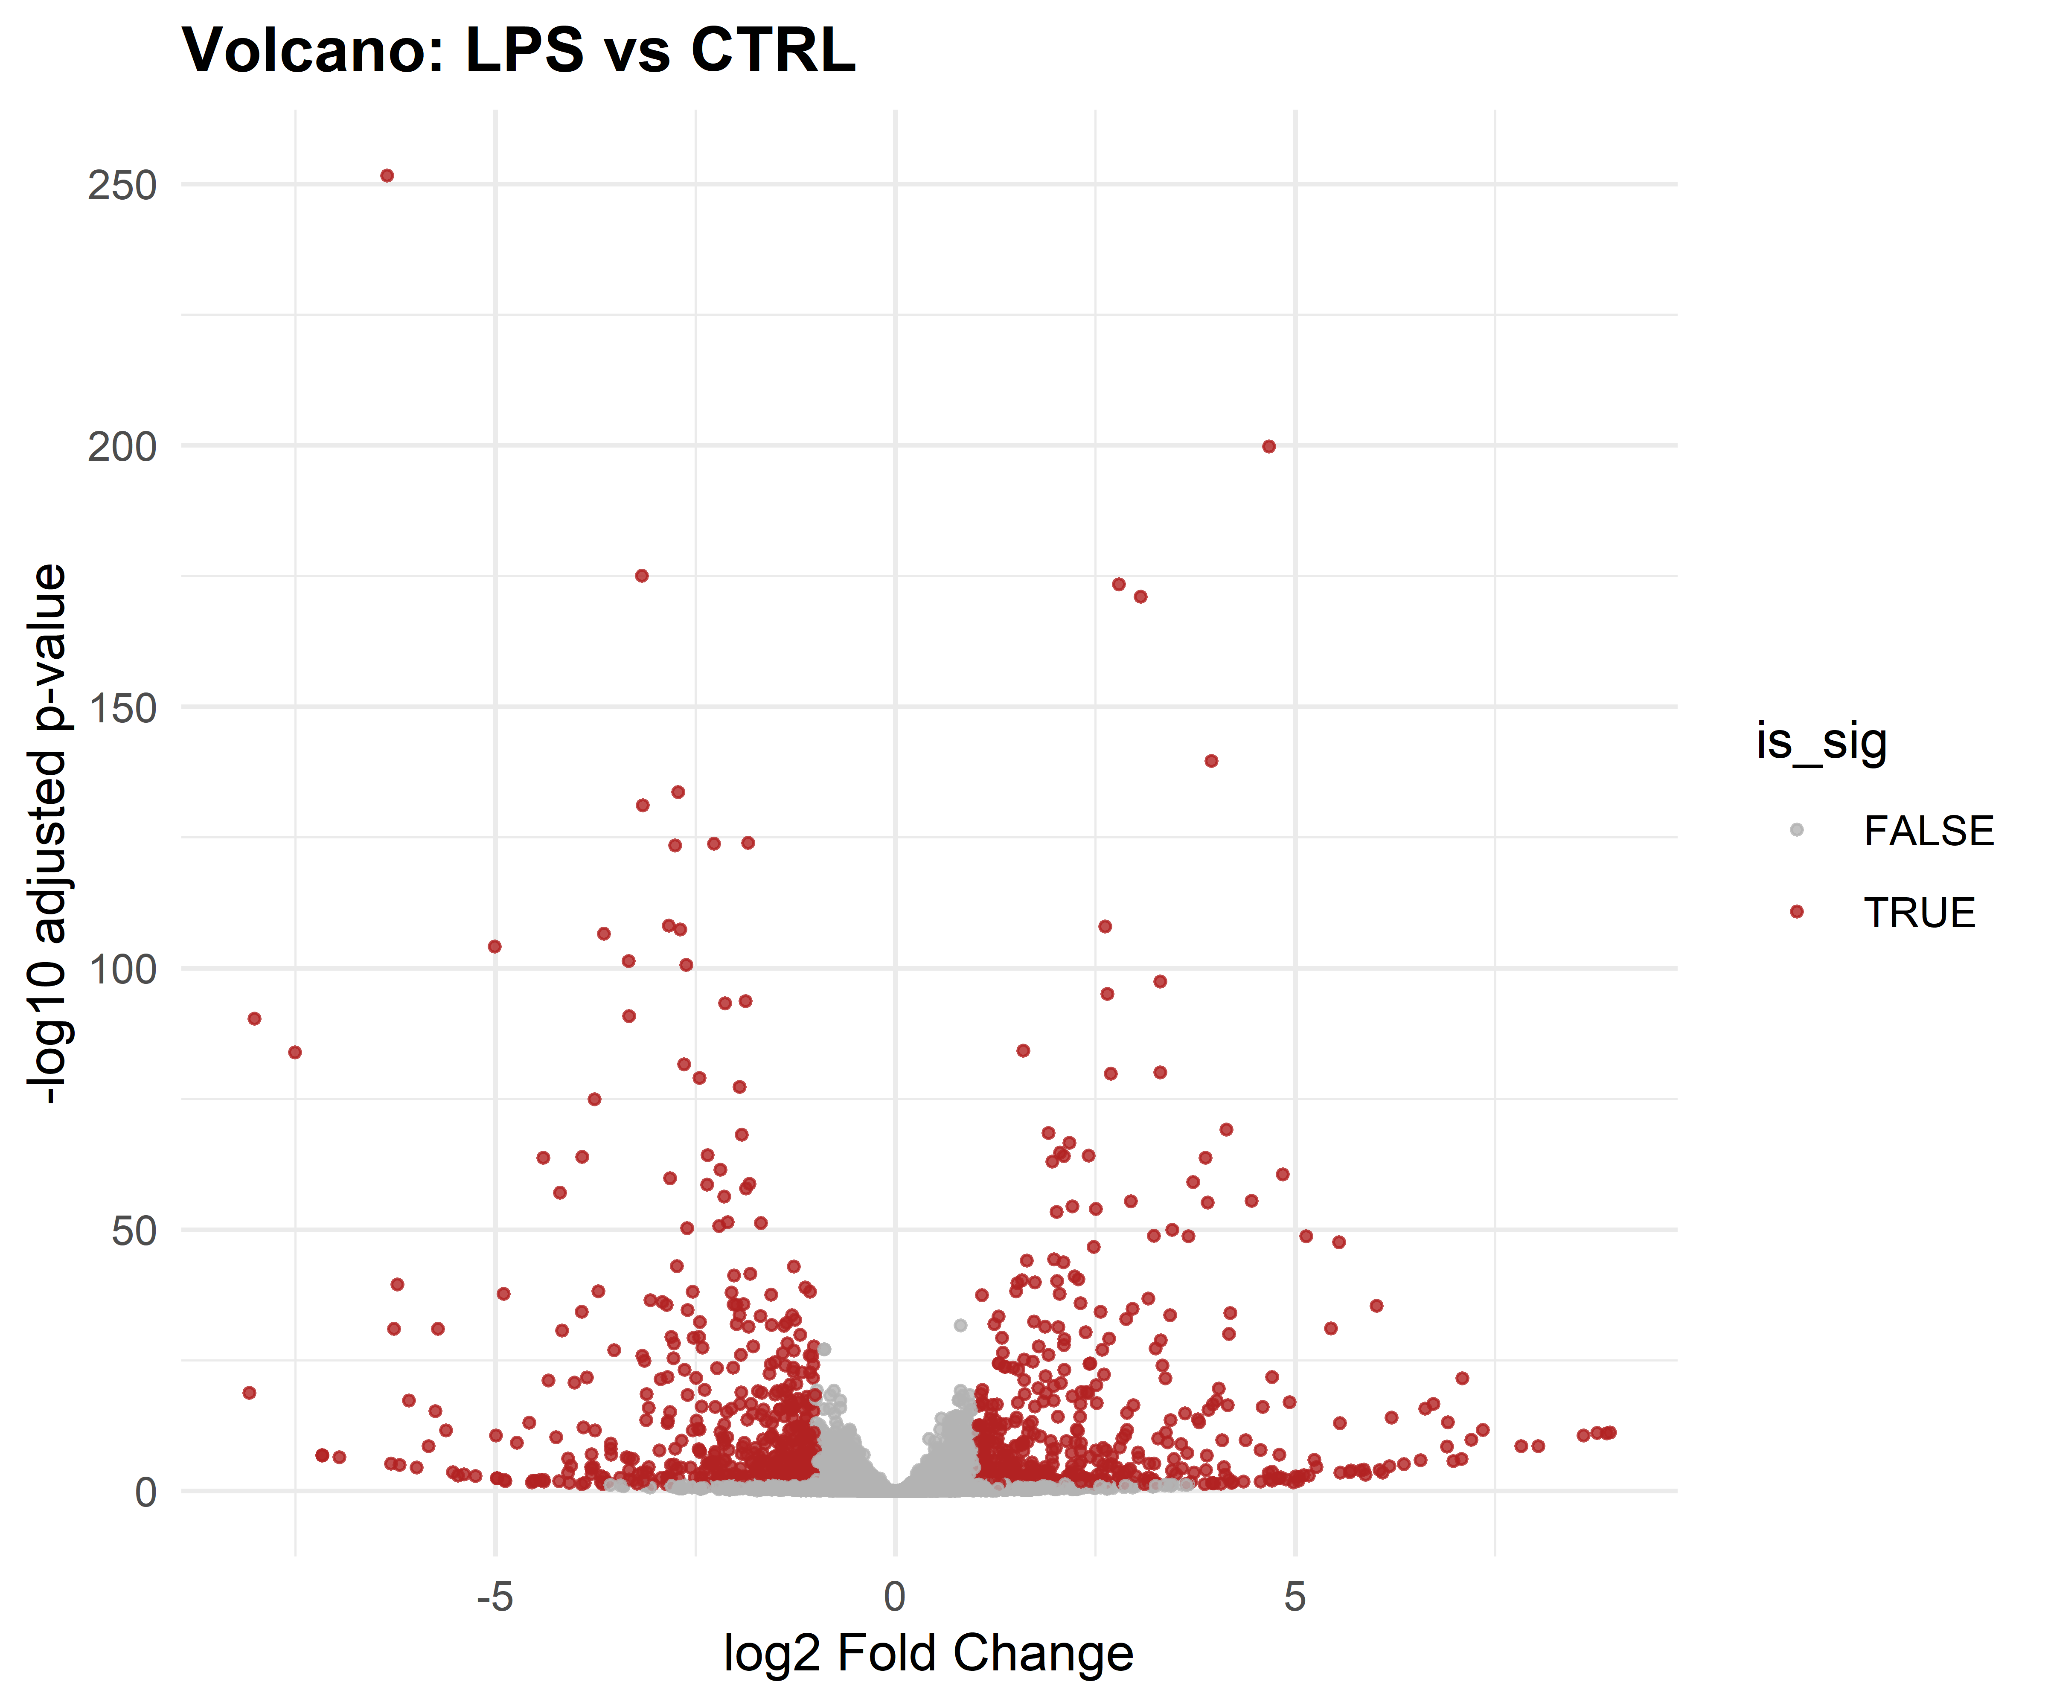 Volcano: LPS vs CTRL
-log10 adjusted p-value
250
200
150
100
50
0
-5
0
5
log2 Fold Change
is_sig
FALSE
TRUE